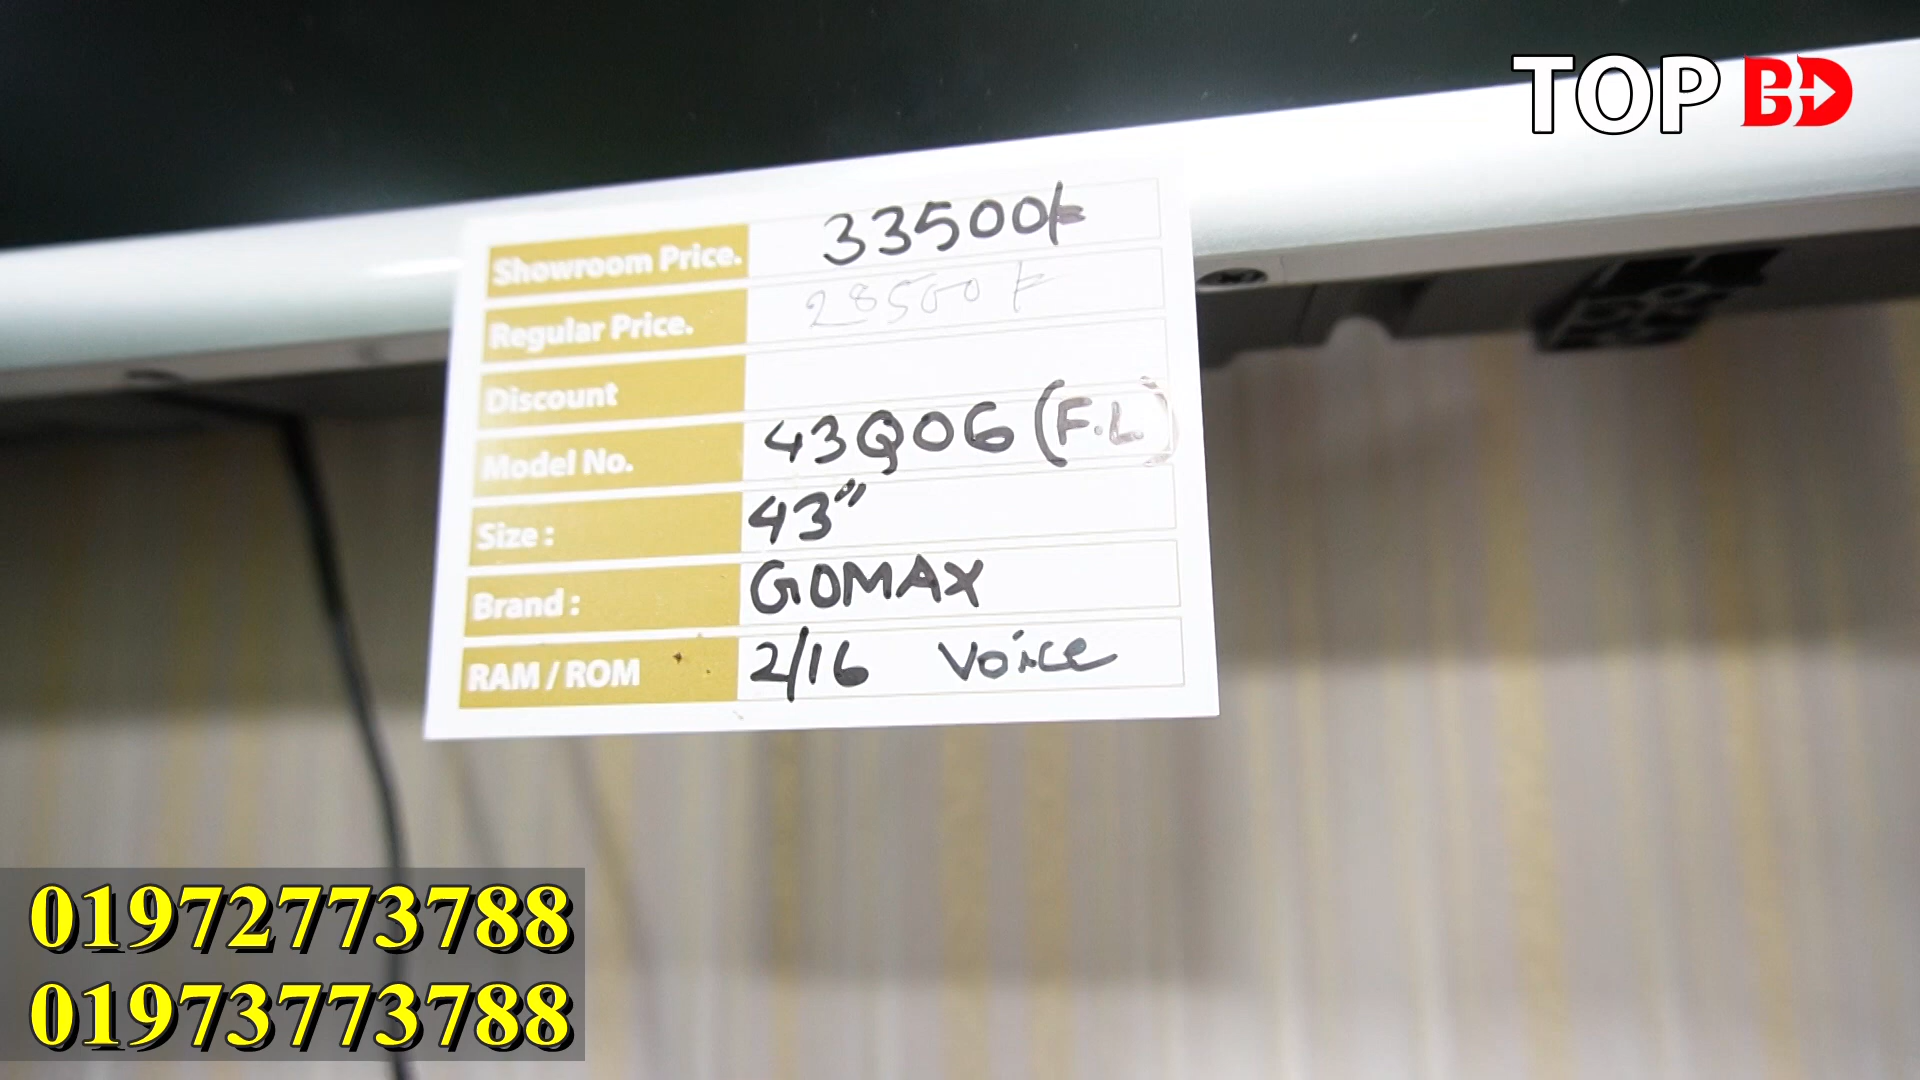 TOP BD
Showroom Price. 33500/=
Regular Price. 28500/=
Discount
Model No. 43Q06 (F.L.)
Size : 43"
Brand : GOMAX
RAM / ROM 2/16 Voice
01972773788
01973773788